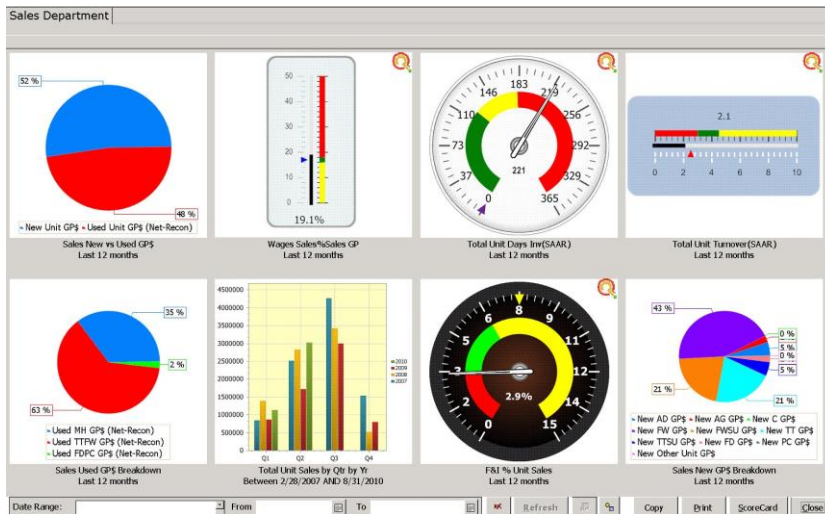 Sales Department
52 %
48 %
New Unit GP$ Used Unit GP$ (Net-Recon)
Sales New vs Used GP$
Last 12 months
50
40
30
20
10
0
19.1%
Wages Sales%Sales GP
Last 12 months
0
37
73
110
146
183
219
256
292
329
365
221
Total Unit Days Inv(SAAR)
Last 12 months
2.1
0 2 4 6 8 10
Total Unit Turnover(SAAR)
Last 12 months
35 %
2 %
63 %
Used MH GP$ (Net-Recon)
Used TTFW GP$ (Net-Recon)
Used FDPC GP$ (Net-Recon)
Sales Used GP$ Breakdown
Last 12 months
4500000
4000000
3500000
3000000
2500000
2000000
1500000
1000000
500000
0
Q1 Q2 Q3 Q4
2010
2009
2008
2007
Total Unit Sales by Qtr by Yr
Between 2/28/2007 AND 8/31/2010
0
2
3
5
6
8
9
11
12
14
15
2.9%
F&I % Unit Sales
Last 12 months
43 %
0 %
5 %
0 %
5 %
21 %
21 %
New AD GP$ New AG GP$ New C GP$
New FW GP$ New FWSU GP$ New TT GP$
New TTSU GP$ New FD GP$ New PC GP$
New Other Unit GP$
Sales New GP$ Breakdown
Last 12 months
Date Range: From To Refresh Copy Print ScoreCard Close